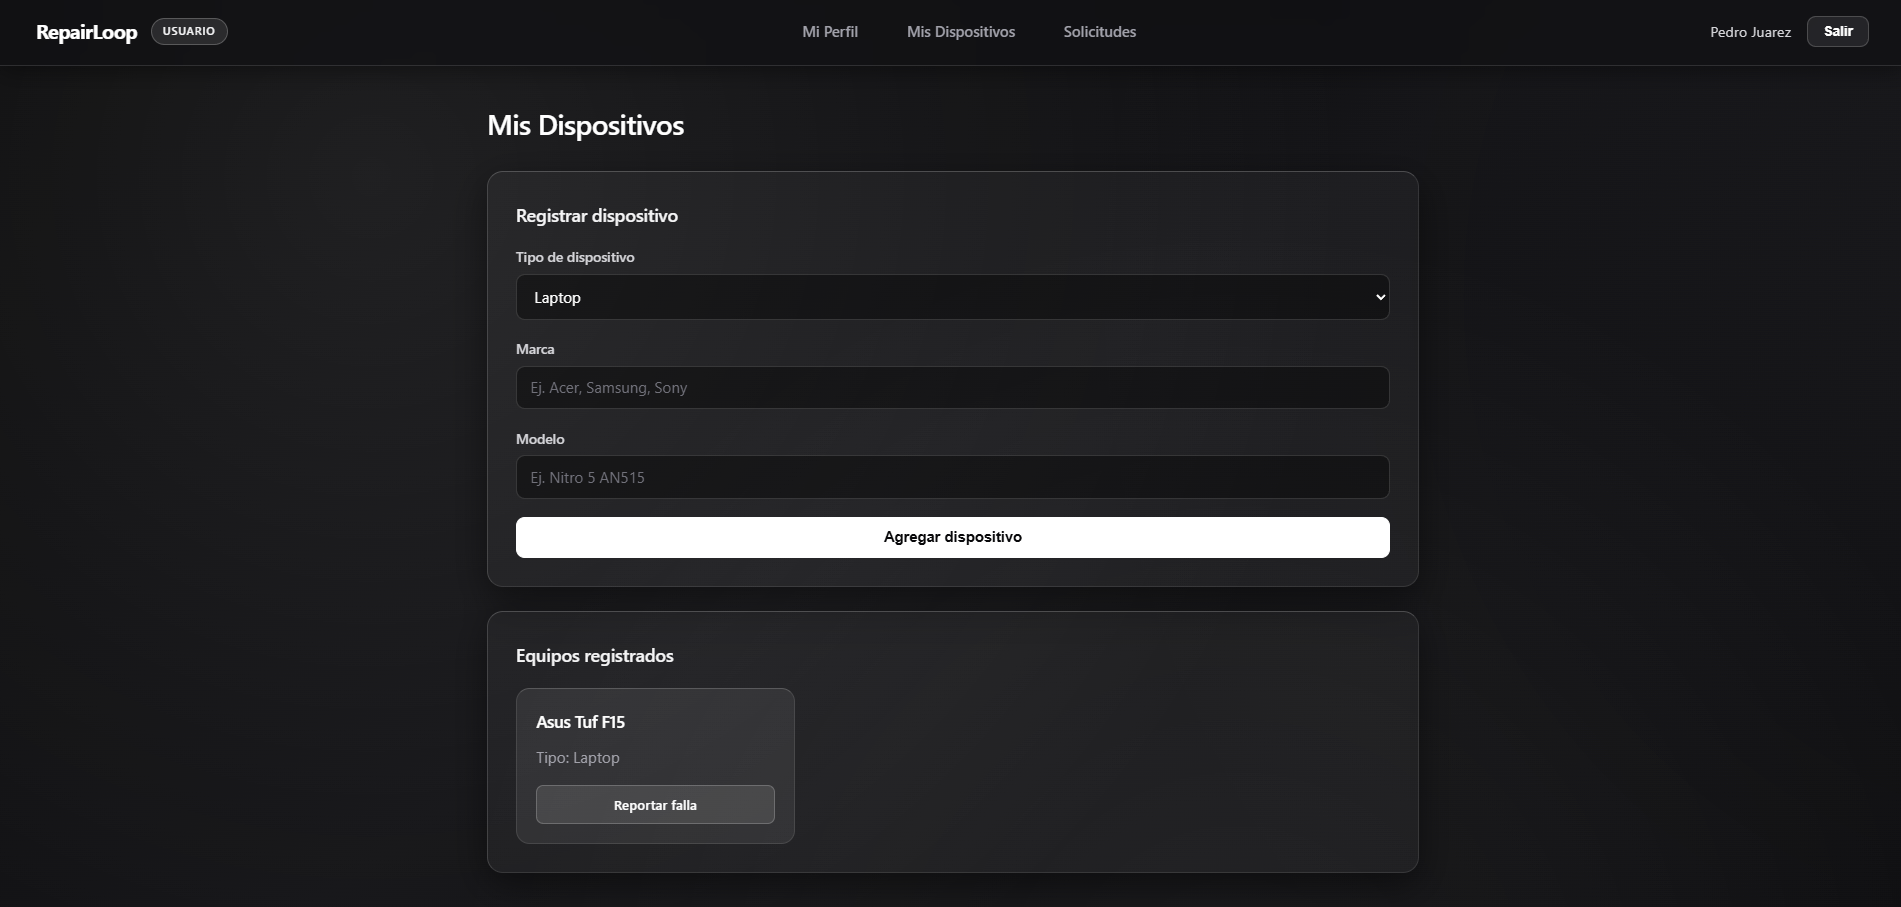 RepairLoop
USUARIO
Mi Perfil
Mis Dispositivos
Solicitudes
Pedro Juarez
Salir
Mis Dispositivos
Registrar dispositivo
Tipo de dispositivo
Laptop
Marca
Ej. Acer, Samsung, Sony
Modelo
Ej. Nitro 5 AN515
Agregar dispositivo
Equipos registrados
Asus Tuf F15
Tipo: Laptop
Reportar falla